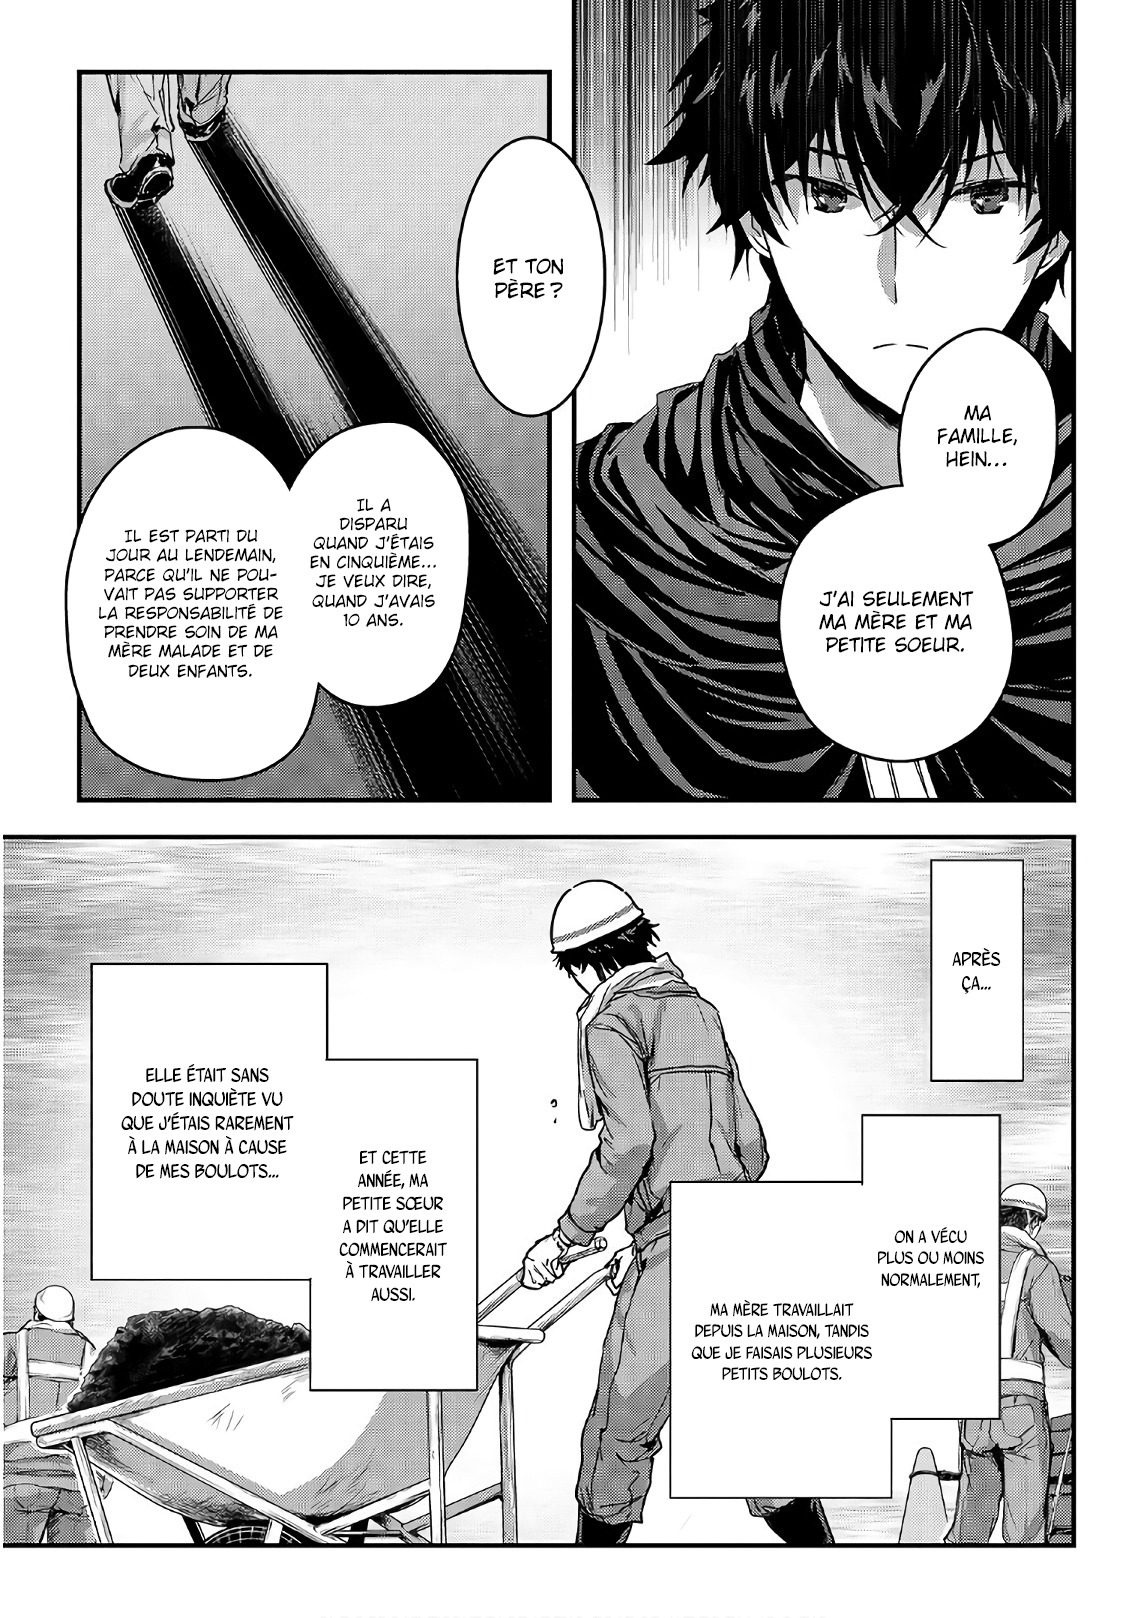 MA
FAMILLE,
HEIN...
J'AI SEULEMENT
MA MÈRE ET MA
PETITE SOEUR.
ET TON
PÈRE ?
IL A
DISPARU
QUAND J'ÉTAIS
EN CINQUIÈME...
JE VEUX DIRE,
QUAND J'AVAIS
10 ANS.
IL EST PARTI DU
JOUR AU LENDEMAIN,
PARCE QU'IL NE POU-
VAIT PAS SUPPORTER
LA RESPONSABILITÉ DE
PRENDRE SOIN DE MA
MÈRE MALADE ET DE
DEUX ENFANTS.
APRÈS
ÇA...
ON A VÉCU
PLUS OU MOINS
NORMALEMENT,
MA MÈRE TRAVAILLAIT
DEPUIS LA MAISON, TANDIS
QUE JE FAISAIS PLUSIEURS
PETITS BOULOTS.
ET CETTE
ANNÉE, MA
PETITE SŒUR
A DIT QU'ELLE
COMMENCERAIT
À TRAVAILLER
AUSSI.
ELLE ÉTAIT SANS
DOUTE INQUIÈTE VU
QUE J'ÉTAIS RAREMENT
À LA MAISON À CAUSE
DE MES BOULOTS...